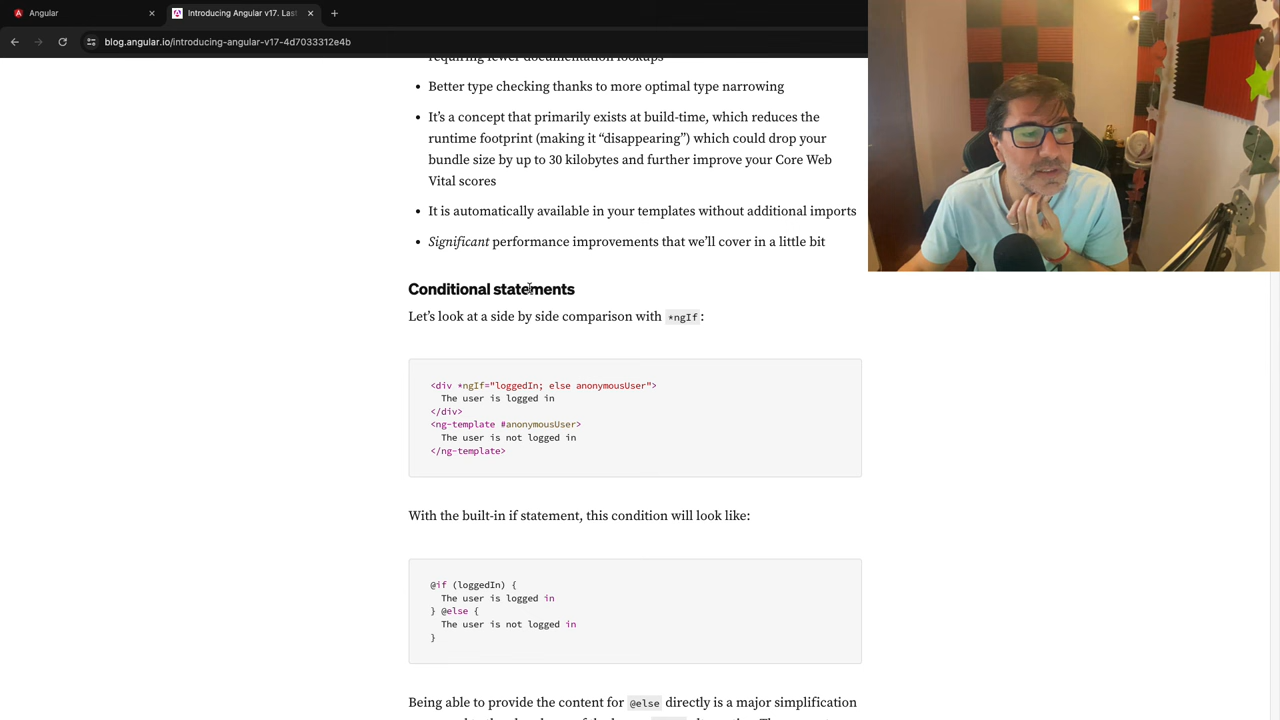 Angular
Introducing Angular v17. Las
blog.angular.io/introducing-angular-v17-4d7033312e4b
requiring fewer documentation lookups
• Better type checking thanks to more optimal type narrowing
• It’s a concept that primarily exists at build-time, which reduces the
runtime footprint (making it “disappearing”) which could drop your
bundle size by up to 30 kilobytes and further improve your Core Web
Vital scores
• It is automatically available in your templates without additional imports
• Significant performance improvements that we’ll cover in a little bit
Conditional statements
Let’s look at a side by side comparison with *ngIf :
<div *ngIf="loggedIn; else anonymousUser">
The user is logged in
</div>
<ng-template #anonymousUser>
The user is not logged in
</ng-template>
With the built-in if statement, this condition will look like:
@if (loggedIn) {
The user is logged in
} @else {
The user is not logged in
}
Being able to provide the content for @else directly is a major simplification